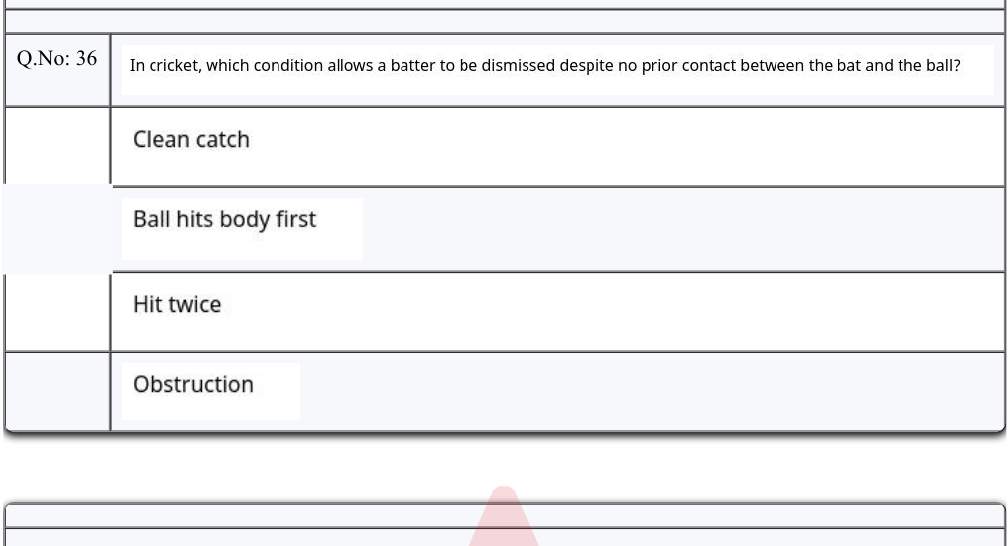 Q.No: 36
In cricket, which condition allows a batter to be dismissed despite no prior contact between the bat and the ball?
Clean catch
Ball hits body first
Hit twice
Obstruction